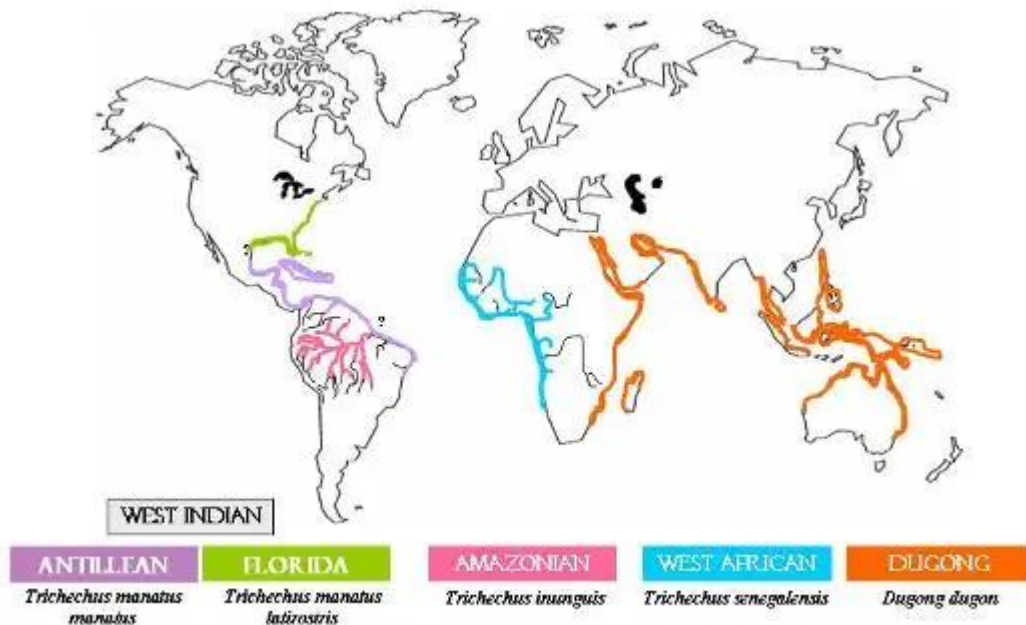 ?
?
WEST INDIAN
ANTILLEAN
FLORIDA
AMAZONIAN
WEST AFRICAN
DUGONG
Trichechus manatus
manatus
Trichechus manatus
latirostris
Trichechus inunguis
Trichechus senegalensis
Dugong dugon